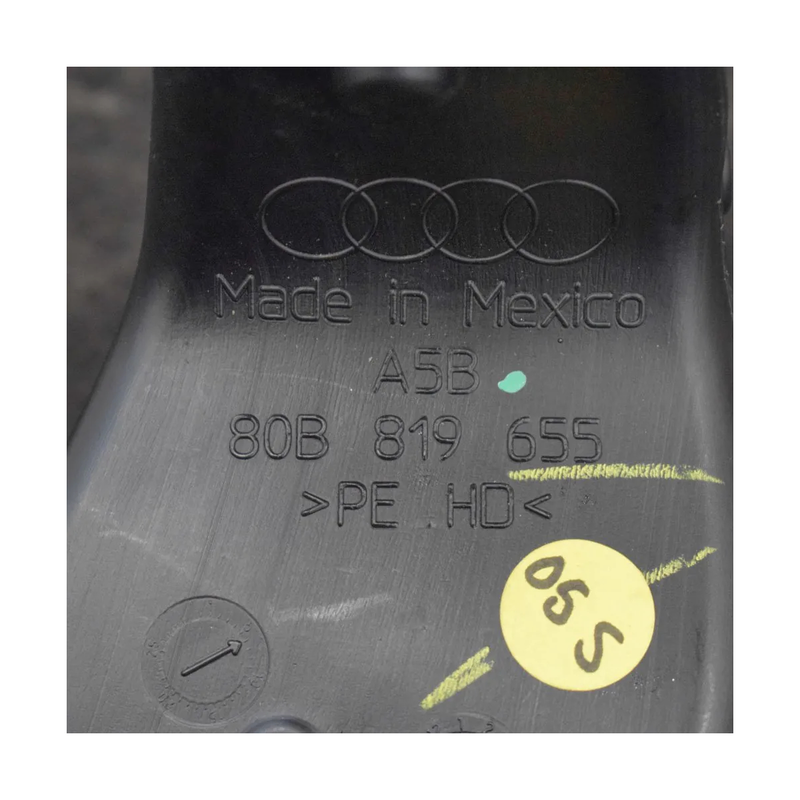 Made in Mexico
A5B
80B 819 655
>PE HD<
05 S